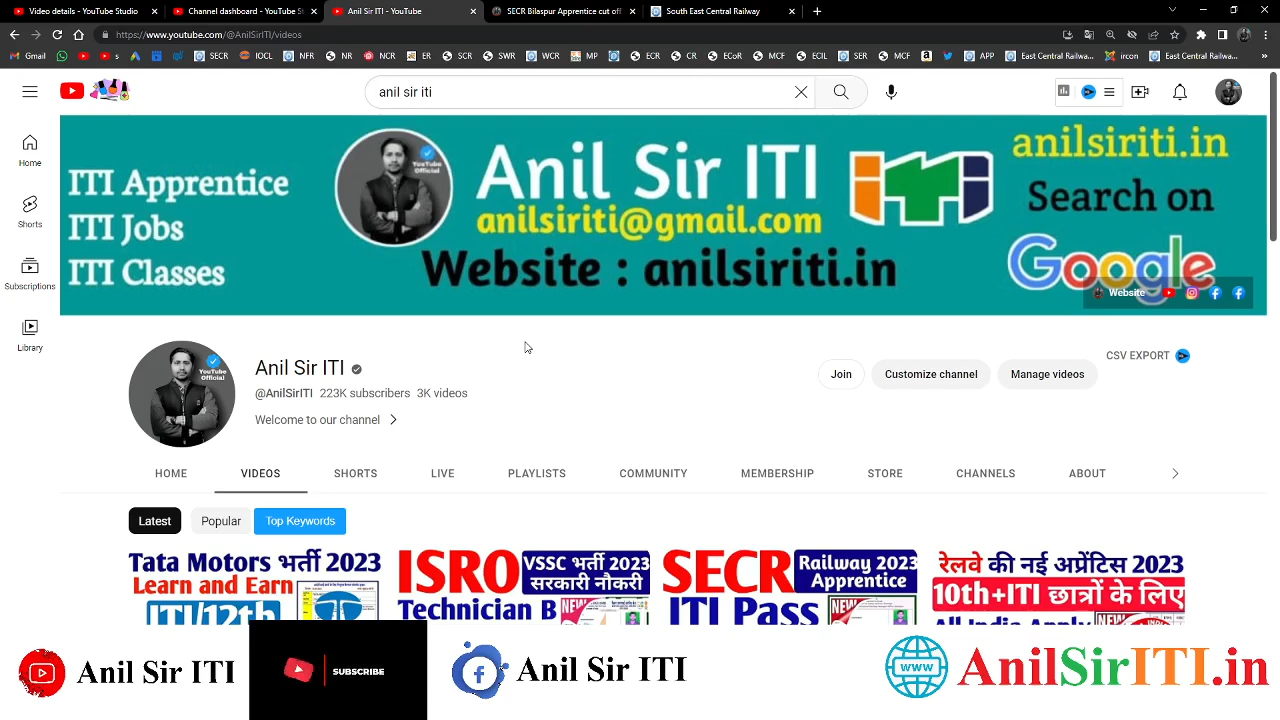 Video details - YouTube Studio
Channel dashboard - YouTube S
Anil Sir ITI - YouTube
SECR Bilaspur Apprentice cut off
South East Central Railway
https://www.youtube.com/@AnilSirITI/videos
Gmail
s
SECR
IOCL
NFR
NR
NCR
ER
SCR
SWR
WCR
MP
ECR
CR
ECoR
MCF
ECIL
SER
MCF
APP
East Central Railwa...
ircon
East Central Railwa...
anil sir iti
Home
Shorts
Subscriptions
Library
ITI Apprentice
ITI Jobs
ITI Classes
YouTube
Official
Anil Sir ITI
anilsiriti@gmail.com
Website : anilsiriti.in
iTi
anilsiriti.in
Search on
Google
Website
YouTube
Official
Anil Sir ITI
@AnilSirITI 223K subscribers 3K videos
Welcome to our channel
Join
Customize channel
Manage videos
CSV EXPORT
HOME
VIDEOS
SHORTS
LIVE
PLAYLISTS
COMMUNITY
MEMBERSHIP
STORE
CHANNELS
ABOUT
Latest
Popular
Top Keywords
Tata Motors भर्ती 2023
Learn and Earn
ITI/12th
ISRO
VSSC भर्ती 2023
सरकारी नौकरी
Technician B
NEW
SECR
Railway 2023
Apprentice
ITI Pass
NEW
रेलवे की नई अप्रेंटिस 2023
10th+ITI छात्रों के लिए
All India Apply
Anil Sir ITI
SUBSCRIBE
Anil Sir ITI
www
AnilSirITI.in